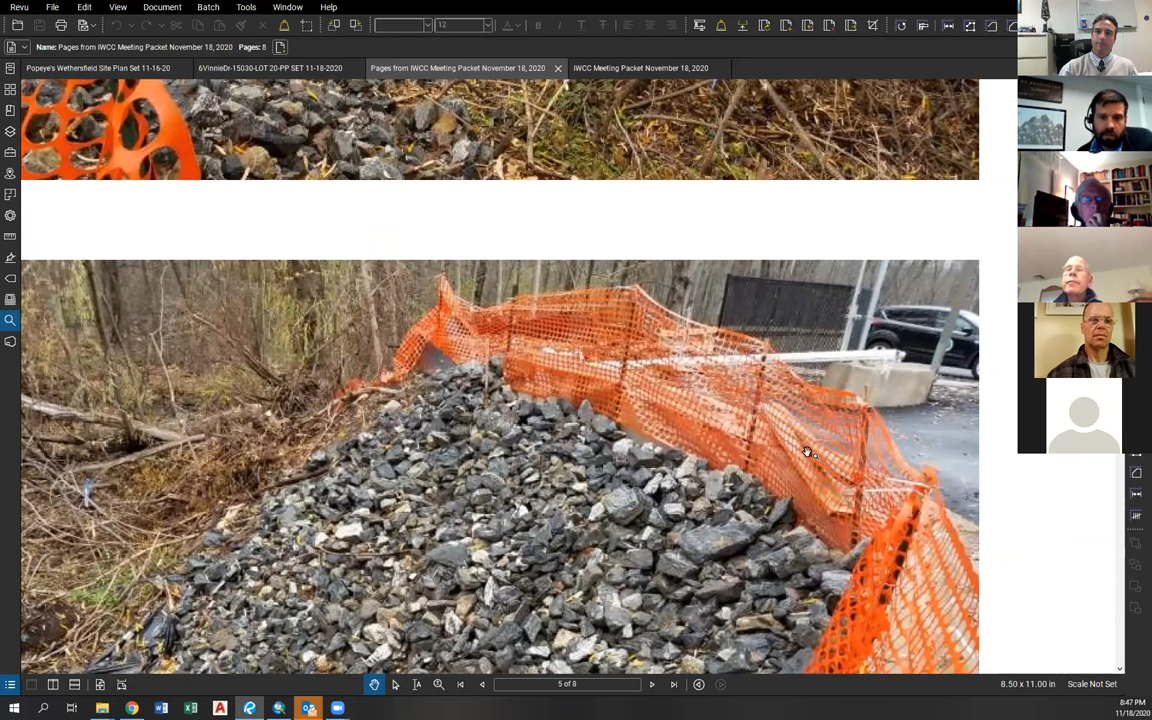 Revu File Edit View Document Batch Tools Window Help
12
Name: Pages from IWCC Meeting Packet November 18, 2020 Pages: 8
Popeye's Wethersfield Site Plan Set 11-16-20 6VinnieDr-15030-LOT 20-PP SET 11-18-2020 Pages from IWCC Meeting Packet November 18, 2020 IWCC Meeting Packet November 18, 2020
5 of 8
8.50 x 11.00 in Scale Not Set
8:47 PM
11/18/2020